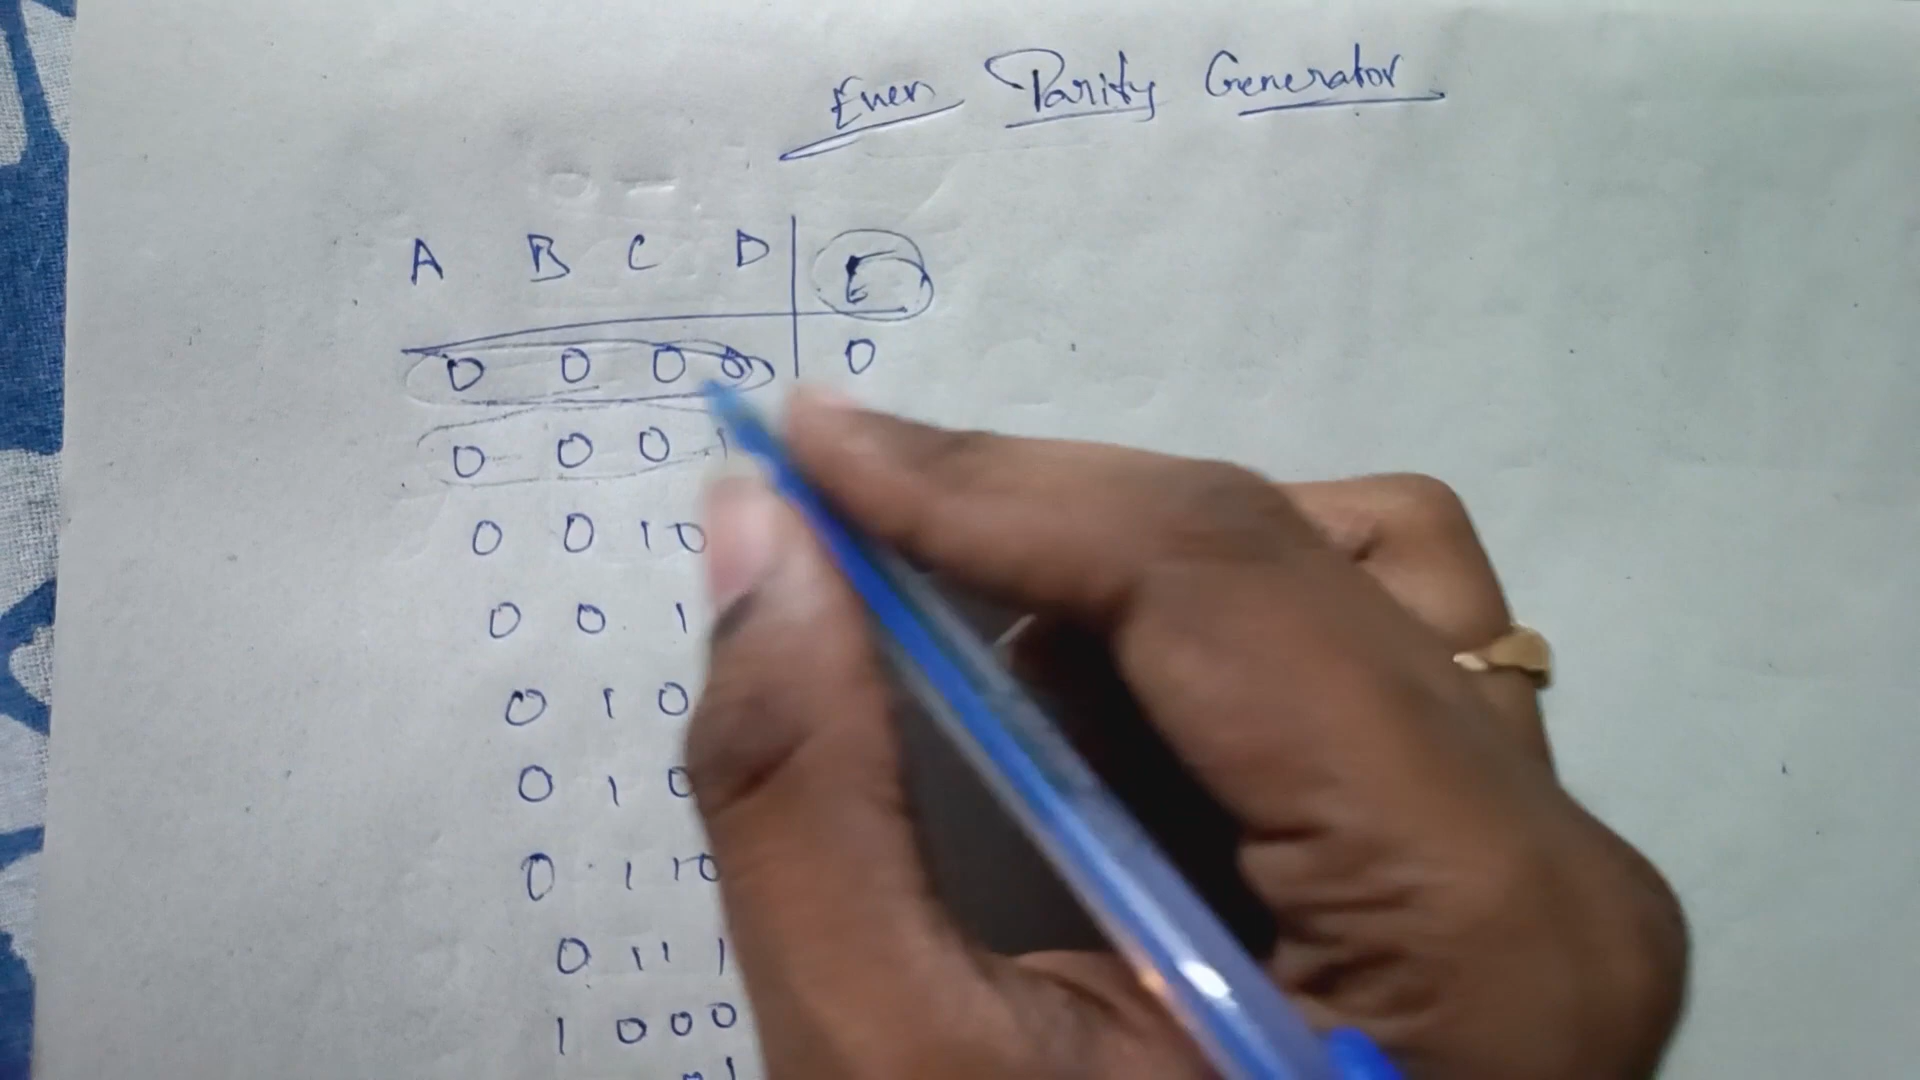 Even Parity Generator
A B C D E
0 0 0 0 0
0 0 0 1
0 0 1 0
0 0 1
0 1 0
0 1 0
0 1 1 0
0 1 1 1
1 0 0 0